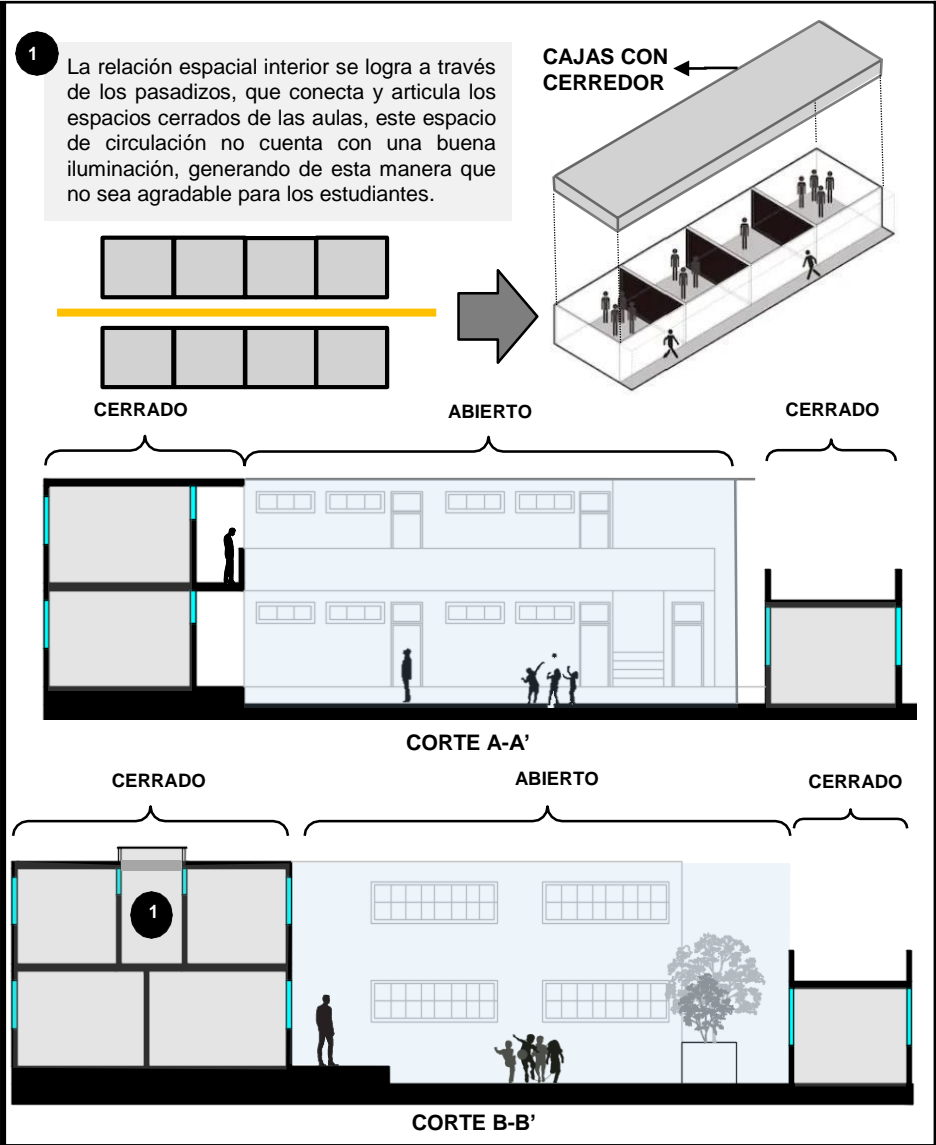 1
La relación espacial interior se logra a través
de los pasadizos, que conecta y articula los
espacios cerrados de las aulas, este espacio
de circulación no cuenta con una buena
iluminación, generando de esta manera que
no sea agradable para los estudiantes.
CAJAS CON
CERREDOR
CERRADO
ABIERTO
CERRADO
CORTE A-A’
CERRADO
ABIERTO
CERRADO
1
CORTE B-B’